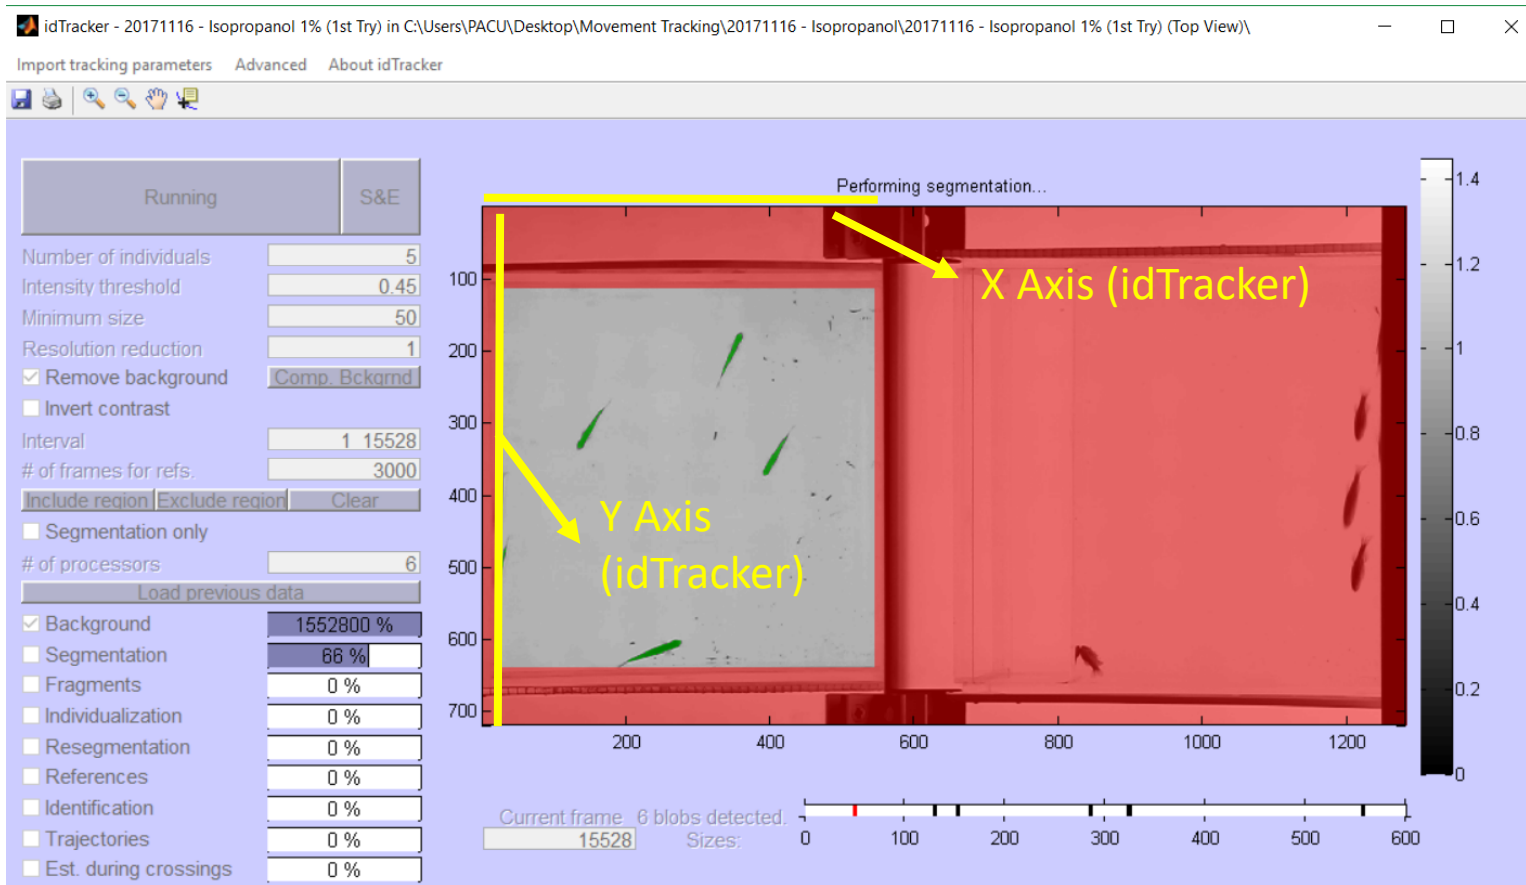 idTracker - 20171116 - Isopropanol 1% (1st Try) in C:\Users\PACU\Desktop\Movement Tracking\20171116 - Isopropanol\20171116 - Isopropanol 1% (1st Try) (Top View)\
Import tracking parameters Advanced About idTracker
Running S&E
Number of individuals 5
Intensity threshold 0.45
Minimum size 50
Resolution reduction 1
Remove background Comp. Bckgrnd
Invert contrast
Interval 1 15528
# of frames for refs. 3000
Include region Exclude region Clear
Segmentation only
# of processors 6
Load previous data
Background 1552800 %
Segmentation 66 %
Fragments 0 %
Individualization 0 %
Resegmentation 0 %
References 0 %
Identification 0 %
Trajectories 0 %
Est. during crossings 0 %
Performing segmentation...
X Axis (idTracker)
Y Axis
(idTracker)
100
200
300
400
500
600
700
200 400 600 800 1000 1200
1.4
1.2
1
0.8
0.6
0.4
0.2
0
Current frame 6 blobs detected.
15528 Sizes:
0 100 200 300 400 500 600